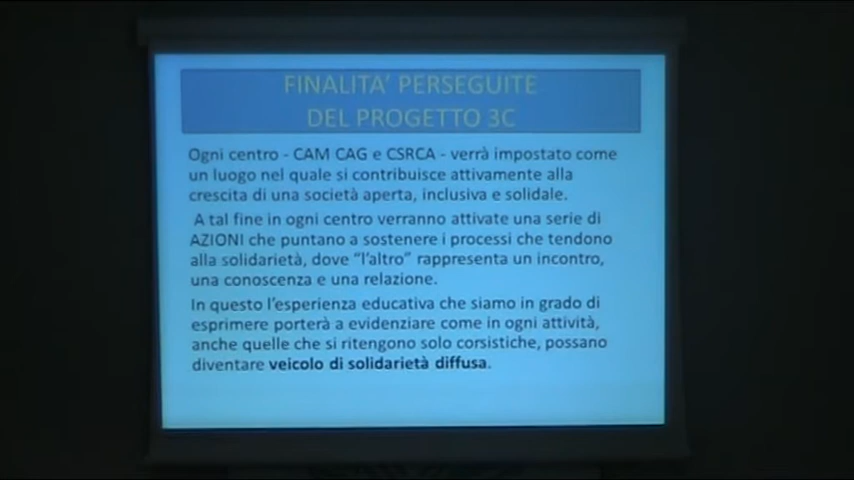 FINALITA' PERSEGUITE
DEL PROGETTO 3C
Ogni centro - CAM CAG e CSRCA - verrà impostato come
un luogo nel quale si contribuisce attivamente alla
crescita di una società aperta, inclusiva e solidale.
A tal fine in ogni centro verranno attivate una serie di
AZIONI che puntano a sostenere i processi che tendono
alla solidarietà, dove “l’altro” rappresenta un incontro,
una conoscenza e una relazione.
In questo l’esperienza educativa che siamo in grado di
esprimere porterà a evidenziare come in ogni attività,
anche quelle che si ritengono solo corsistiche, possano
diventare veicolo di solidarietà diffusa.